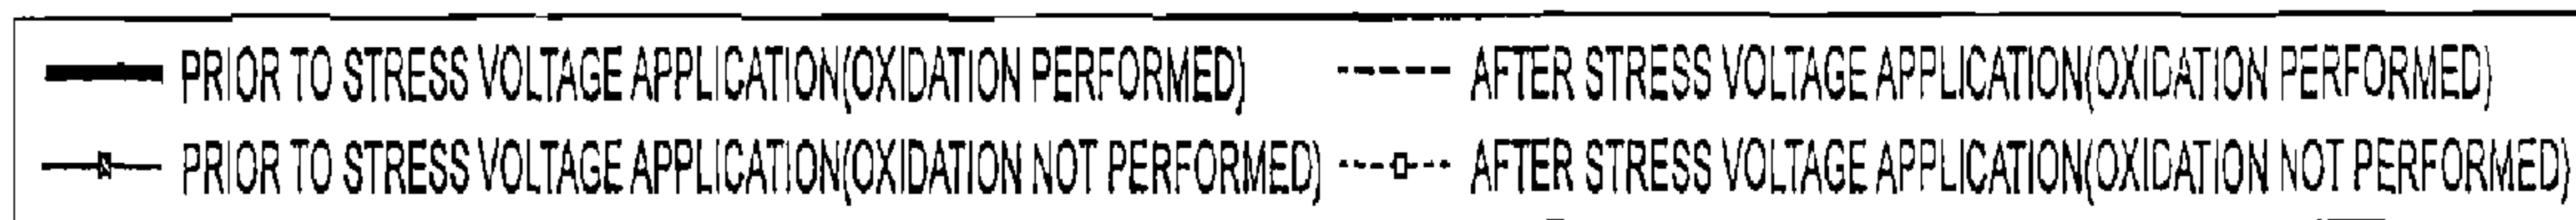 PRIOR TO STRESS VOLTAGE APPLICATION(OXIDATION PERFORMED) AFTER STRESS VOLTAGE APPLICATION(OXIDATION PERFORMED)
PRIOR TO STRESS VOLTAGE APPLICATION(OXIDATION NOT PERFORMED) AFTER STRESS VOLTAGE APPLICATION(OXIDATION NOT PERFORMED)